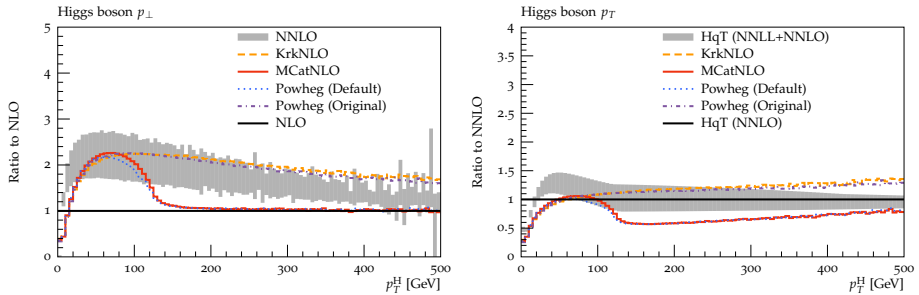 Higgs boson p⊥
NNLO
KrkNLO
MCatNLO
Powheg (Default)
Powheg (Original)
NLO
Ratio to NLO
5
4
3
2
1
0
0 100 200 300 400 500
p_T^H [GeV]
Higgs boson p_T
HqT (NNLL+NNLO)
KrkNLO
MCatNLO
Powheg (Default)
Powheg (Original)
HqT (NNLO)
Ratio to NNLO
4
3.5
3
2.5
2
1.5
1
0.5
0
0 100 200 300 400 500
p_T^H [GeV]